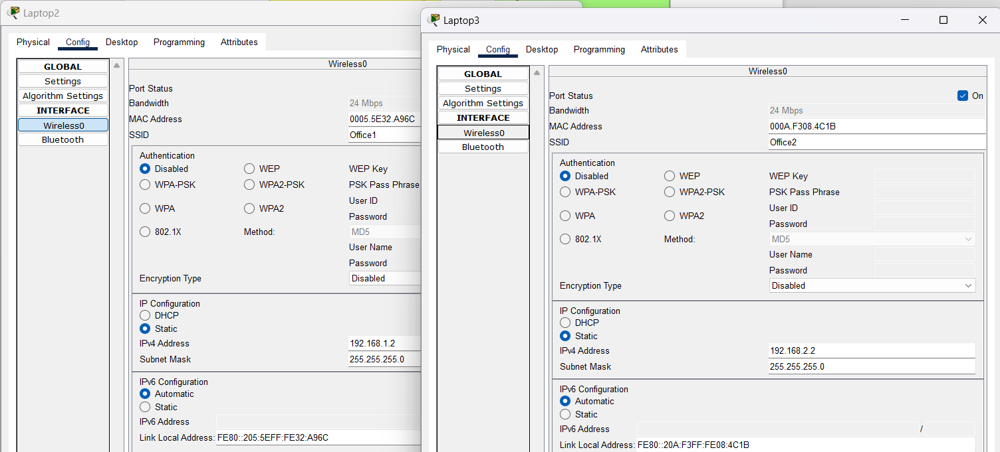 Laptop2
Physical Config Desktop Programming Attributes
GLOBAL
Settings
Algorithm Settings
INTERFACE
Wireless0
Bluetooth
Wireless0
Port Status
Bandwidth 24 Mbps
MAC Address 0005.5E32.A96C
SSID Office1
Authentication
Disabled WEP WEP Key
WPA-PSK WPA2-PSK PSK Pass Phrase
User ID
WPA WPA2
Password
802.1X Method: MD5
User Name
Password
Encryption Type Disabled
IP Configuration
DHCP
Static
IPv4 Address 192.168.1.2
Subnet Mask 255.255.255.0
IPv6 Configuration
Automatic
Static
IPv6 Address
Link Local Address: FE80::205:5EFF:FE32:A96C
Laptop3
Physical Config Desktop Programming Attributes
GLOBAL
Settings
Algorithm Settings
INTERFACE
Wireless0
Bluetooth
Wireless0
Port Status On
Bandwidth 24 Mbps
MAC Address 000A.F308.4C1B
SSID Office2
Authentication
Disabled WEP WEP Key
WPA-PSK WPA2-PSK PSK Pass Phrase
User ID
WPA WPA2
Password
802.1X Method: MD5
User Name
Password
Encryption Type Disabled
IP Configuration
DHCP
Static
IPv4 Address 192.168.2.2
Subnet Mask 255.255.255.0
IPv6 Configuration
Automatic
Static
IPv6 Address /
Link Local Address: FE80::20A:F3FF:FE08:4C1B